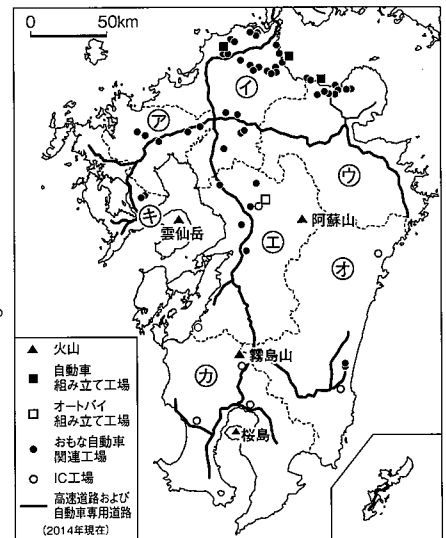 0 50km
イ
ア
ウ
キ
雲仙岳
エ
阿蘇山
オ
カ
霧島山
桜島
▲ 火山
■ 自動車
組み立て工場
□ オートバイ
組み立て工場
● おもな自動車
関連工場
○ IC工場
高速道路および
自動車専用道路
(2014年現在)